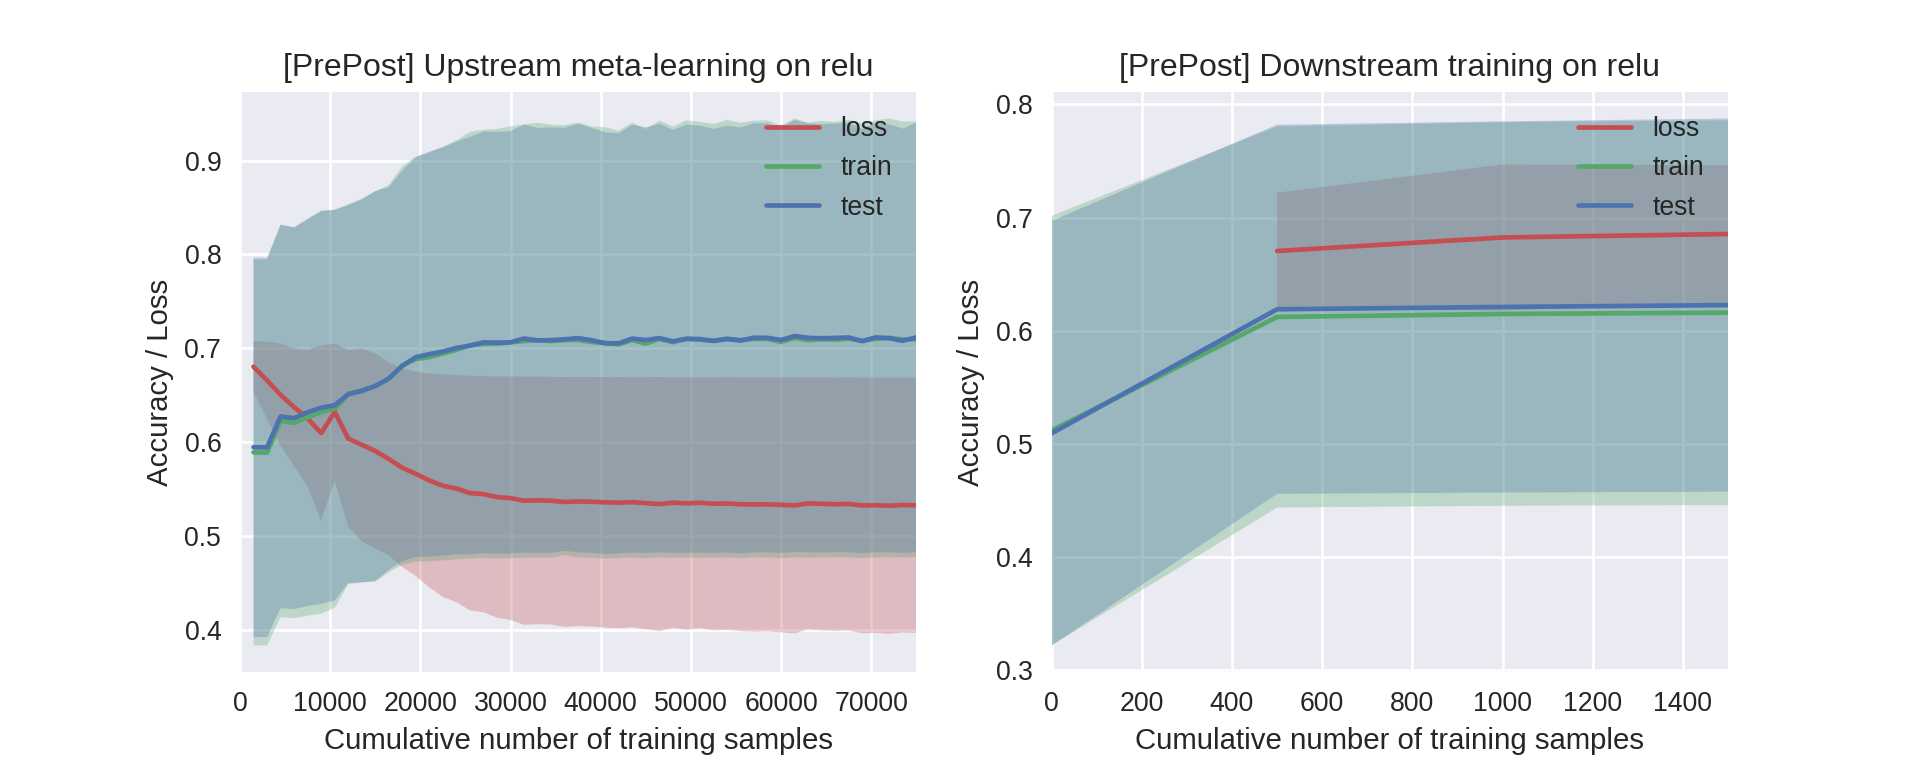 [PrePost] Upstream meta-learning on relu
loss
train
test
0.9
0.8
0.7
0.6
0.5
0.4
Accuracy / Loss
0 10000 20000 30000 40000 50000 60000 70000
Cumulative number of training samples
[PrePost] Downstream training on relu
loss
train
test
0.8
0.7
0.6
0.5
0.4
0.3
Accuracy / Loss
0 200 400 600 800 1000 1200 1400
Cumulative number of training samples